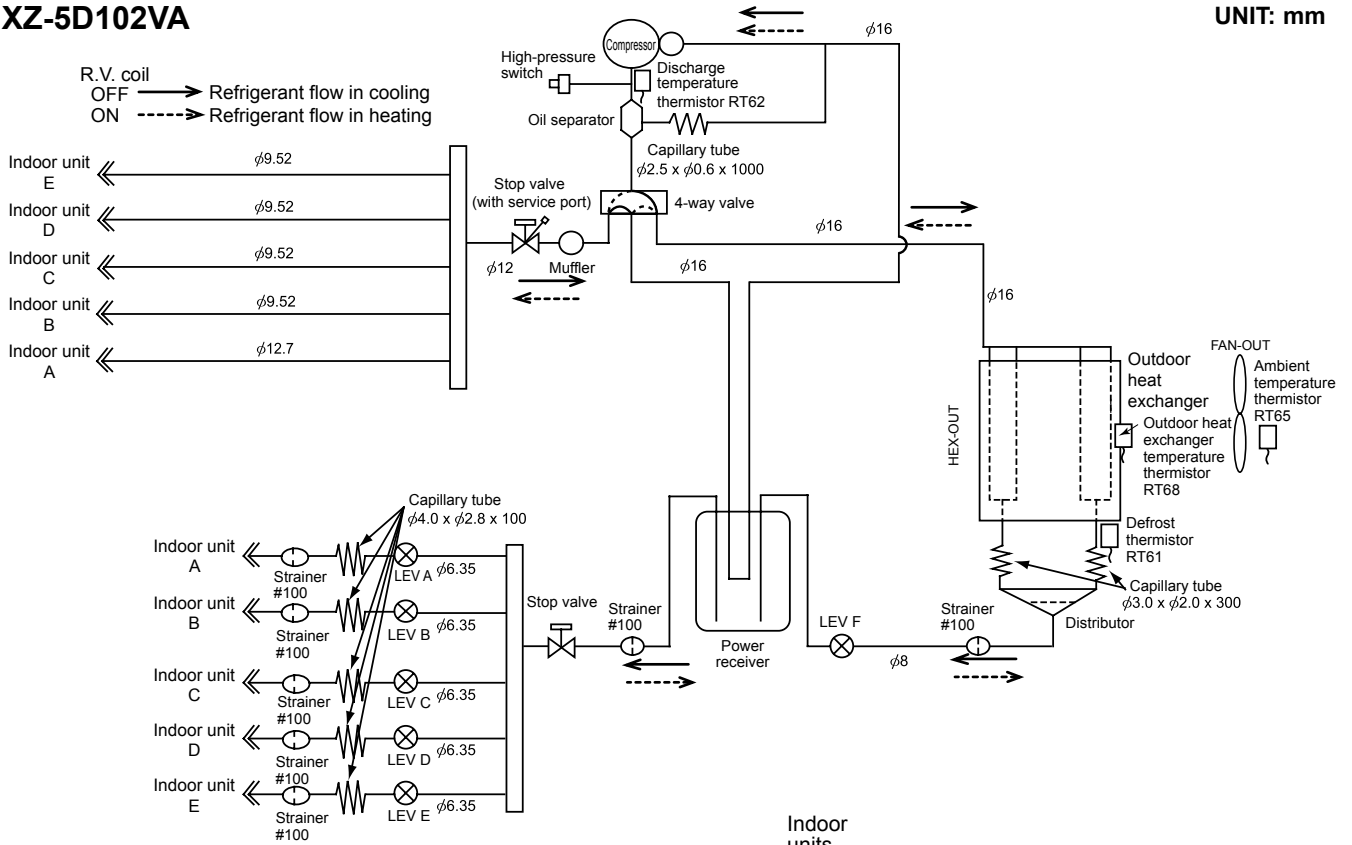 XZ-5D102VA
UNIT: mm
R.V. coil
OFF
Refrigerant flow in cooling
ON
Refrigerant flow in heating
Compressor
ϕ16
High-pressure
switch
Discharge
temperature
thermistor RT62
Oil separator
Capillary tube
ϕ2.5 x ϕ0.6 x 1000
4-way valve
Stop valve
(with service port)
ϕ12
Muffler
ϕ16
ϕ16
ϕ16
Indoor unit
E
ϕ9.52
Indoor unit
D
ϕ9.52
Indoor unit
C
ϕ9.52
Indoor unit
B
ϕ9.52
Indoor unit
A
ϕ12.7
FAN-OUT
Outdoor
heat
exchanger
Ambient
temperature
thermistor
RT65
HEX-OUT
Outdoor heat
exchanger
temperature
thermistor
RT68
Defrost
thermistor
RT61
Capillary tube
ϕ3.0 x ϕ2.0 x 300
Distributor
Strainer
#100
ϕ8
LEV F
Power
receiver
Strainer
#100
Stop valve
Capillary tube
ϕ4.0 x ϕ2.8 x 100
Indoor unit
A
Strainer
#100
LEV A
ϕ6.35
Indoor unit
B
Strainer
#100
LEV B
ϕ6.35
Indoor unit
C
Strainer
#100
LEV C
ϕ6.35
Indoor unit
D
Strainer
#100
LEV D
ϕ6.35
Indoor unit
E
Strainer
#100
LEV E
ϕ6.35
Indoor
units